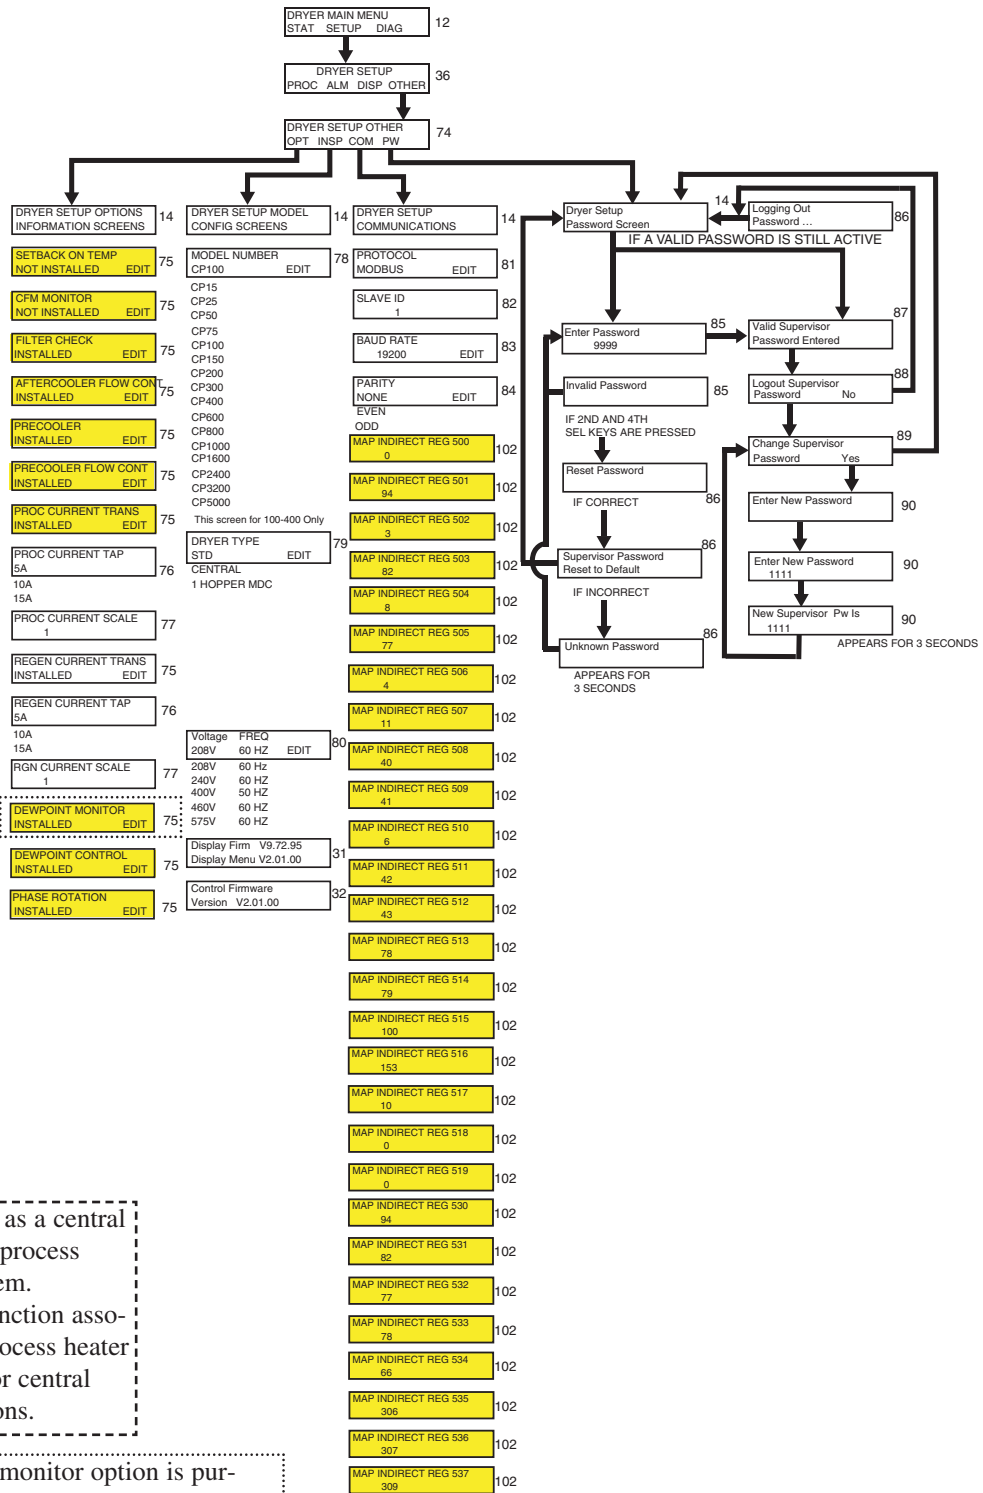 DRYER MAIN MENU
STAT SETUP DIAG
12
DRYER SETUP
PROC ALM DISP OTHER
36
DRYER SETUP OTHER
OPT INSP COM PW
74
DRYER SETUP OPTIONS
INFORMATION SCREENS
14
SETBACK ON TEMP
NOT INSTALLED EDIT
75
CFM MONITOR
NOT INSTALLED EDIT
75
FILTER CHECK
INSTALLED EDIT
75
AFTERCOOLER FLOW CONT
INSTALLED EDIT
75
PRECOOLER
INSTALLED EDIT
75
PRECOOLER FLOW CONT
INSTALLED EDIT
75
PROC CURRENT TRANS
INSTALLED EDIT
75
PROC CURRENT TAP
5A
76
10A
15A
PROC CURRENT SCALE
1
77
REGEN CURRENT TRANS
INSTALLED EDIT
75
REGEN CURRENT TAP
5A
76
10A
15A
RGN CURRENT SCALE
1
77
DEWPOINT MONITOR
INSTALLED EDIT
75
DEWPOINT CONTROL
INSTALLED EDIT
75
PHASE ROTATION
INSTALLED EDIT
75
DRYER SETUP MODEL
CONFIG SCREENS
14
MODEL NUMBER
CP100 EDIT
78
CP15
CP25
CP50
CP75
CP100
CP150
CP200
CP300
CP400
CP600
CP800
CP1000
CP1600
CP2400
CP3200
CP5000
This screen for 100-400 Only
DRYER TYPE
STD EDIT
79
CENTRAL
1 HOPPER MDC
Voltage FREQ
208V 60 HZ EDIT
80
208V 60 Hz
240V 60 HZ
400V 50 HZ
460V 60 HZ
575V 60 HZ
Display Firm V9.72.95
Display Menu V2.01.00
31
Control Firmware
Version V2.01.00
32
DRYER SETUP
COMMUNICATIONS
14
PROTOCOL
MODBUS EDIT
81
SLAVE ID
1
82
BAUD RATE
19200 EDIT
83
PARITY
NONE EDIT
84
EVEN
ODD
MAP INDIRECT REG 500
0
102
MAP INDIRECT REG 501
94
102
MAP INDIRECT REG 502
3
102
MAP INDIRECT REG 503
82
102
MAP INDIRECT REG 504
8
102
MAP INDIRECT REG 505
77
102
MAP INDIRECT REG 506
4
102
MAP INDIRECT REG 507
11
102
MAP INDIRECT REG 508
40
102
MAP INDIRECT REG 509
41
102
MAP INDIRECT REG 510
6
102
MAP INDIRECT REG 511
42
102
MAP INDIRECT REG 512
43
102
MAP INDIRECT REG 513
78
102
MAP INDIRECT REG 514
79
102
MAP INDIRECT REG 515
100
102
MAP INDIRECT REG 516
153
102
MAP INDIRECT REG 517
10
102
MAP INDIRECT REG 518
0
102
MAP INDIRECT REG 519
0
102
MAP INDIRECT REG 530
94
102
MAP INDIRECT REG 531
82
102
MAP INDIRECT REG 532
77
102
MAP INDIRECT REG 533
78
102
MAP INDIRECT REG 534
66
102
MAP INDIRECT REG 535
306
102
MAP INDIRECT REG 536
307
102
MAP INDIRECT REG 537
309
102
Dryer Setup
Password Screen
14
Logging Out
Password ...
86
IF A VALID PASSWORD IS STILL ACTIVE
Enter Password
9999
85
Invalid Password
85
IF 2ND AND 4TH
SEL KEYS ARE PRESSED
Reset Password
86
IF CORRECT
Supervisor Password
Reset to Default
86
IF INCORRECT
Unknown Password
86
APPEARS FOR
3 SECONDS
Valid Supervisor
Password Entered
87
Logout Supervisor
Password No
88
Change Supervisor
Password Yes
89
Enter New Password
90
Enter New Password
1111
90
New Supervisor Pw Is
1111
90
APPEARS FOR 3 SECONDS
as a central
process
em.
nction asso-
ocess heater
or central
ons.
monitor option is pur-